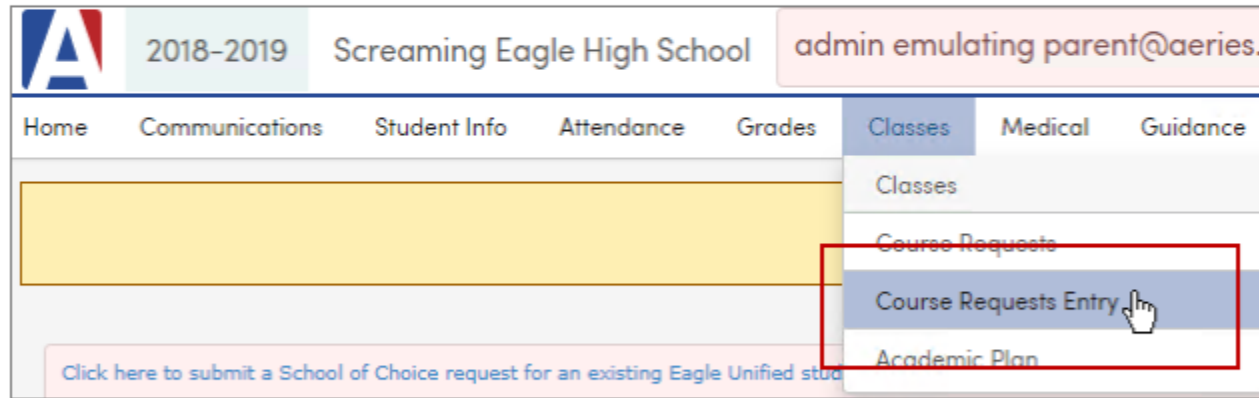 A 2018-2019 Screaming Eagle High School admin emulating parent@aeries.
Home Communications Student Info Attendance Grades Classes Medical Guidance
Classes
Course Requests
Course Requests Entry
Academic Plan
Click here to submit a School of Choice request for an existing Eagle Unified stud